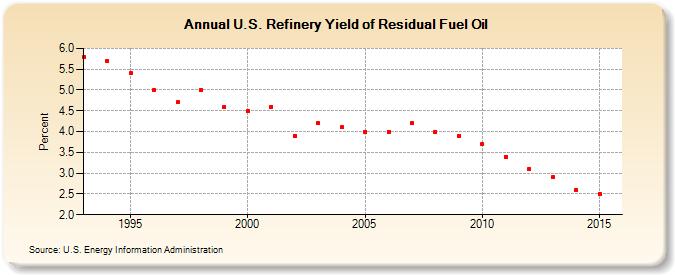 Annual U.S. Refinery Yield of Residual Fuel Oil
Percent
6.0
5.5
5.0
4.5
4.0
3.5
3.0
2.5
2.0
1995 2000 2005 2010 2015
Source: U.S. Energy Information Administration